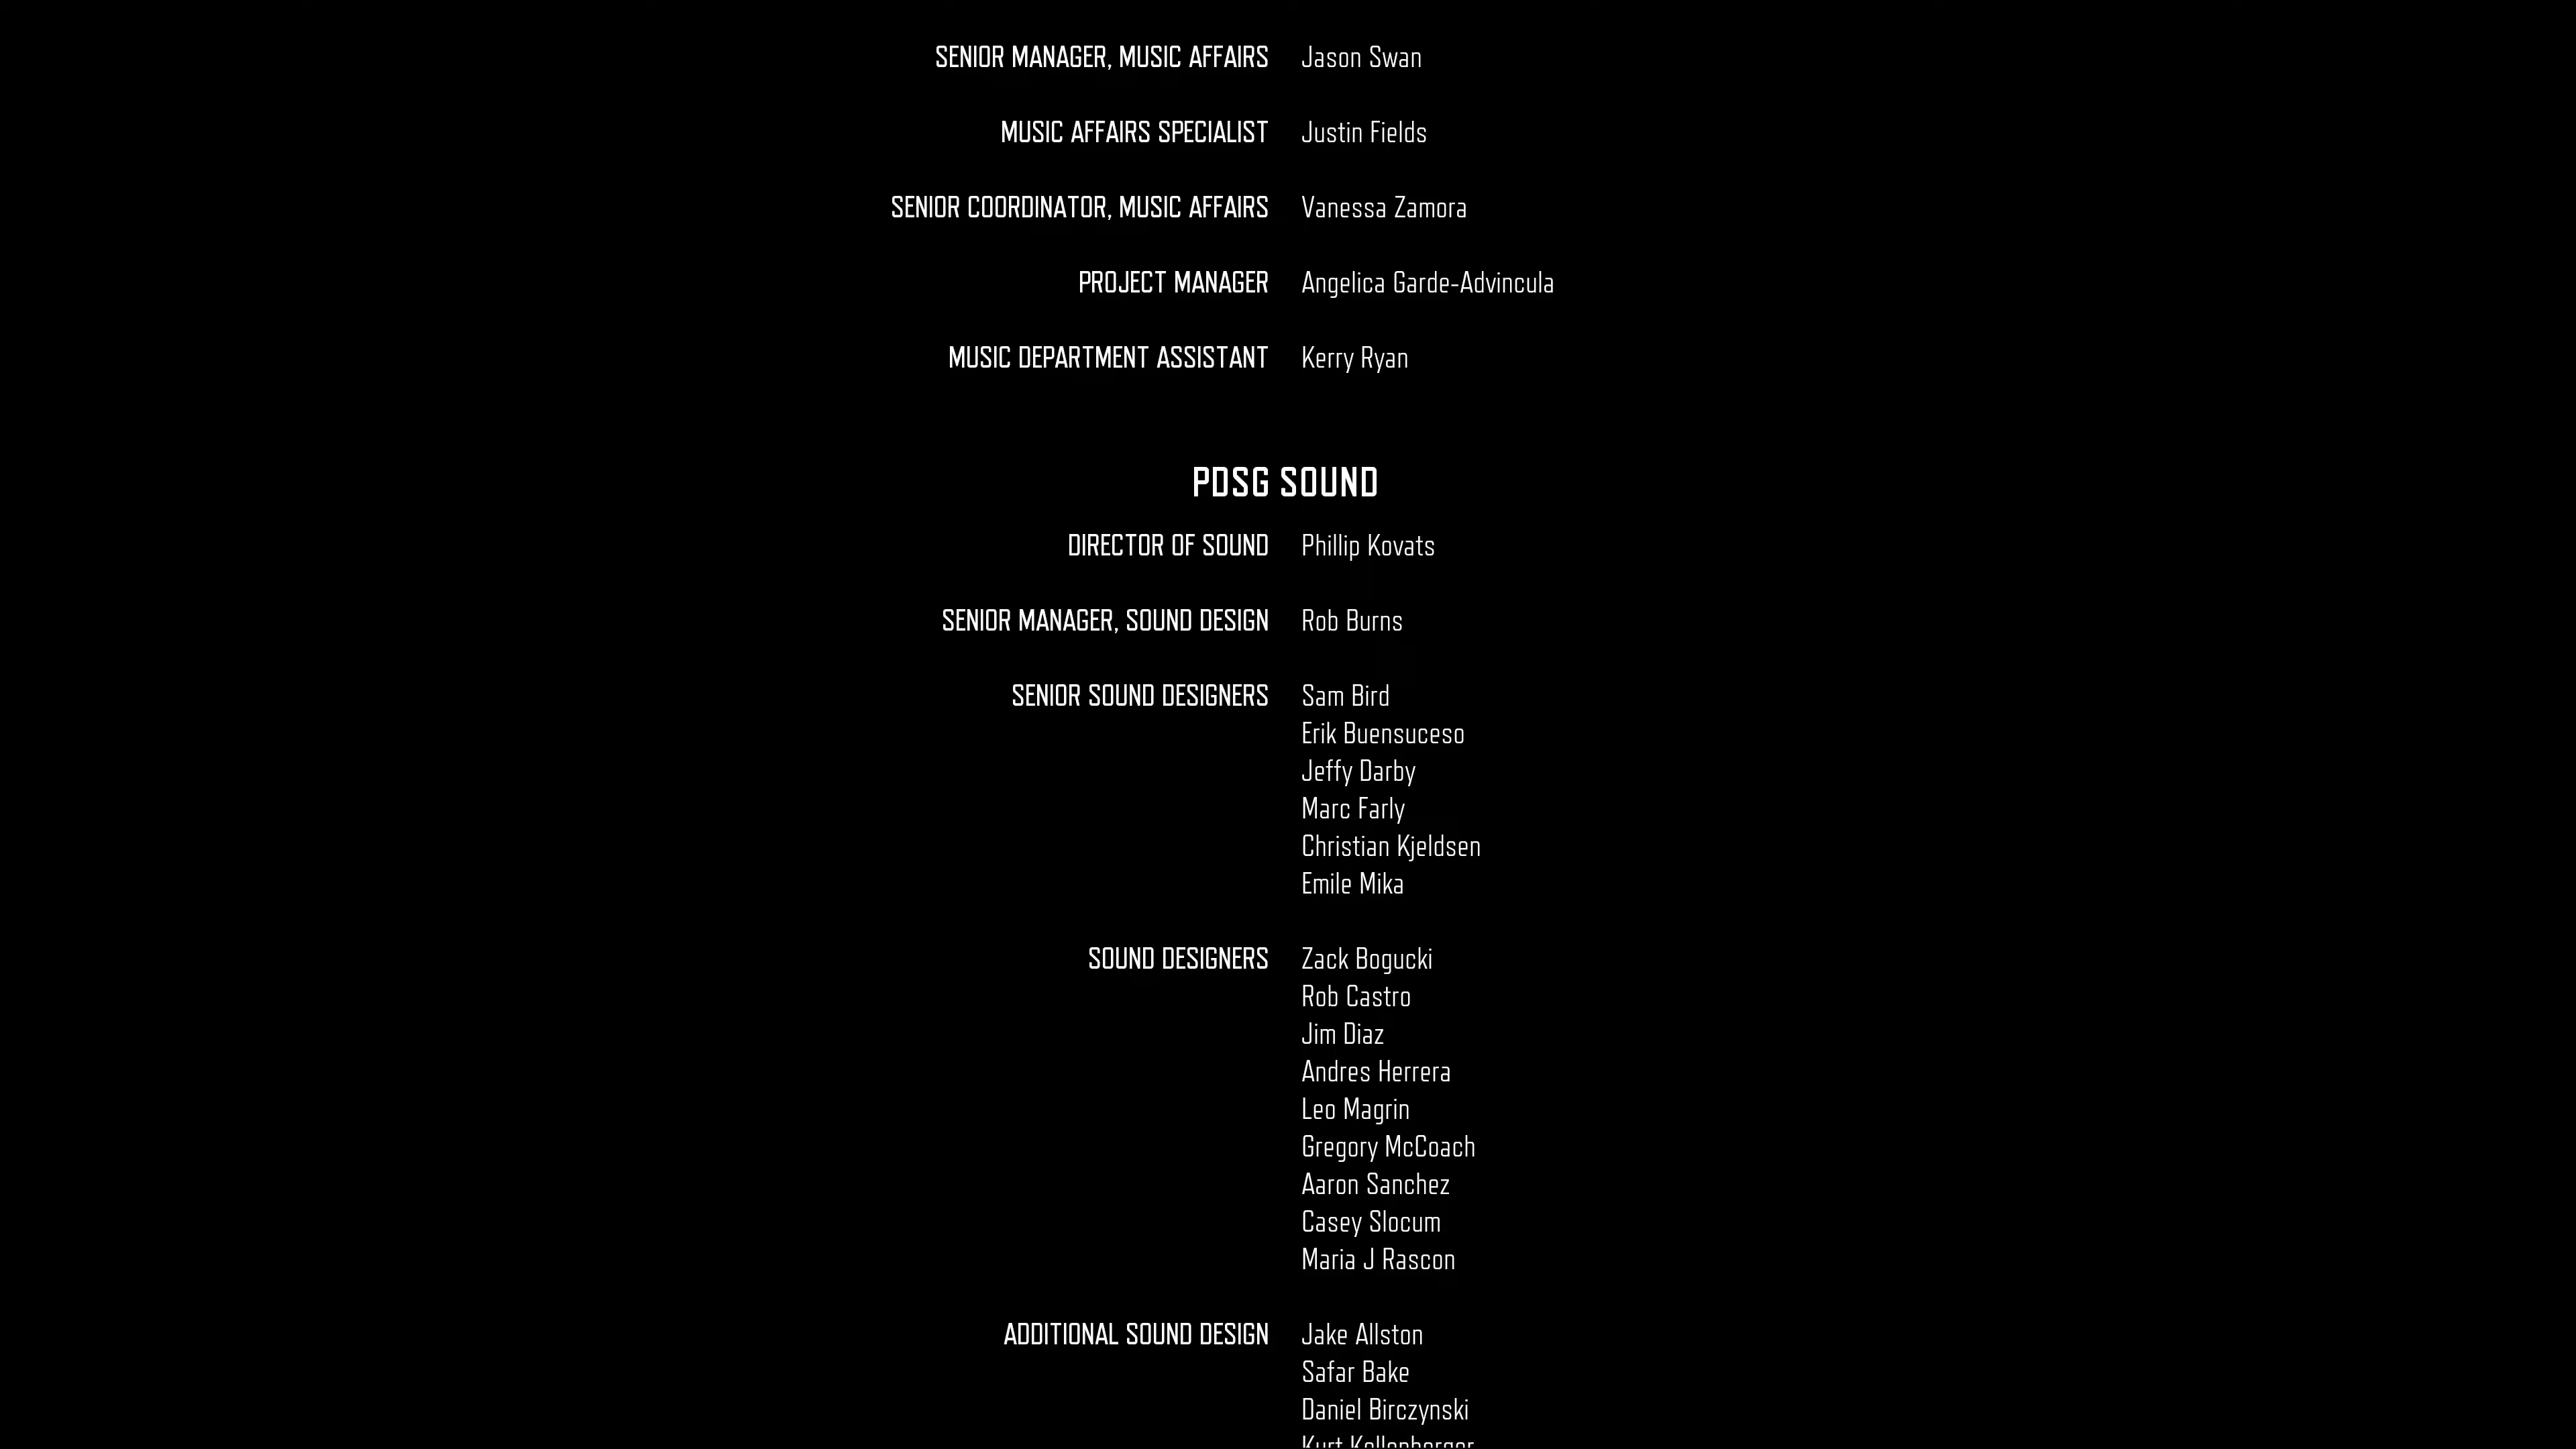 SENIOR MANAGER, MUSIC AFFAIRS Jason Swan
MUSIC AFFAIRS SPECIALIST Justin Fields
SENIOR COORDINATOR, MUSIC AFFAIRS Vanessa Zamora
PROJECT MANAGER Angelica Garde-Advincula
MUSIC DEPARTMENT ASSISTANT Kerry Ryan
PDSG SOUND
DIRECTOR OF SOUND Phillip Kovats
SENIOR MANAGER, SOUND DESIGN Rob Burns
SENIOR SOUND DESIGNERS Sam Bird
Erik Buensuceso
Jeffy Darby
Marc Farly
Christian Kjeldsen
Emile Mika
SOUND DESIGNERS Zack Bogucki
Rob Castro
Jim Diaz
Andres Herrera
Leo Magrin
Gregory McCoach
Aaron Sanchez
Casey Slocum
Maria J Rascon
ADDITIONAL SOUND DESIGN Jake Allston
Safar Bake
Daniel Birczynski
Kurt